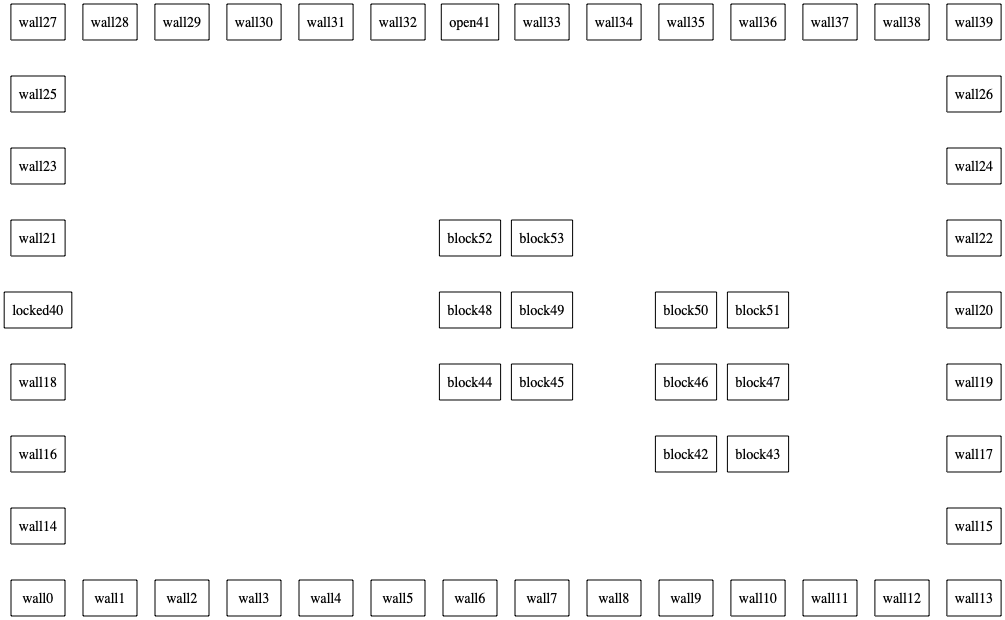 wall27 wall28 wall29 wall30 wall31 wall32 open41 wall33 wall34 wall35 wall36 wall37 wall38 wall39
wall25 wall26
wall23 wall24
wall21 block52 block53 wall22
locked40 block48 block49 block50 block51 wall20
wall18 block44 block45 block46 block47 wall19
wall16 block42 block43 wall17
wall14 wall15
wall0 wall1 wall2 wall3 wall4 wall5 wall6 wall7 wall8 wall9 wall10 wall11 wall12 wall13